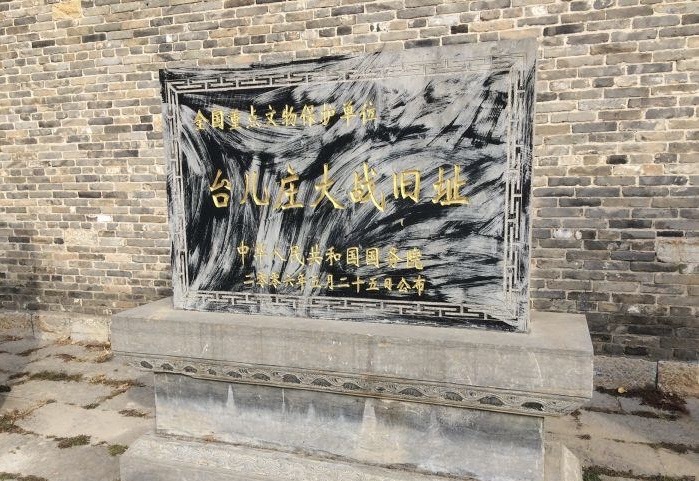 全国重点文物保护单位
台儿庄大战旧址
中华人民共和国国务院
二零零六年五月二十五日公布